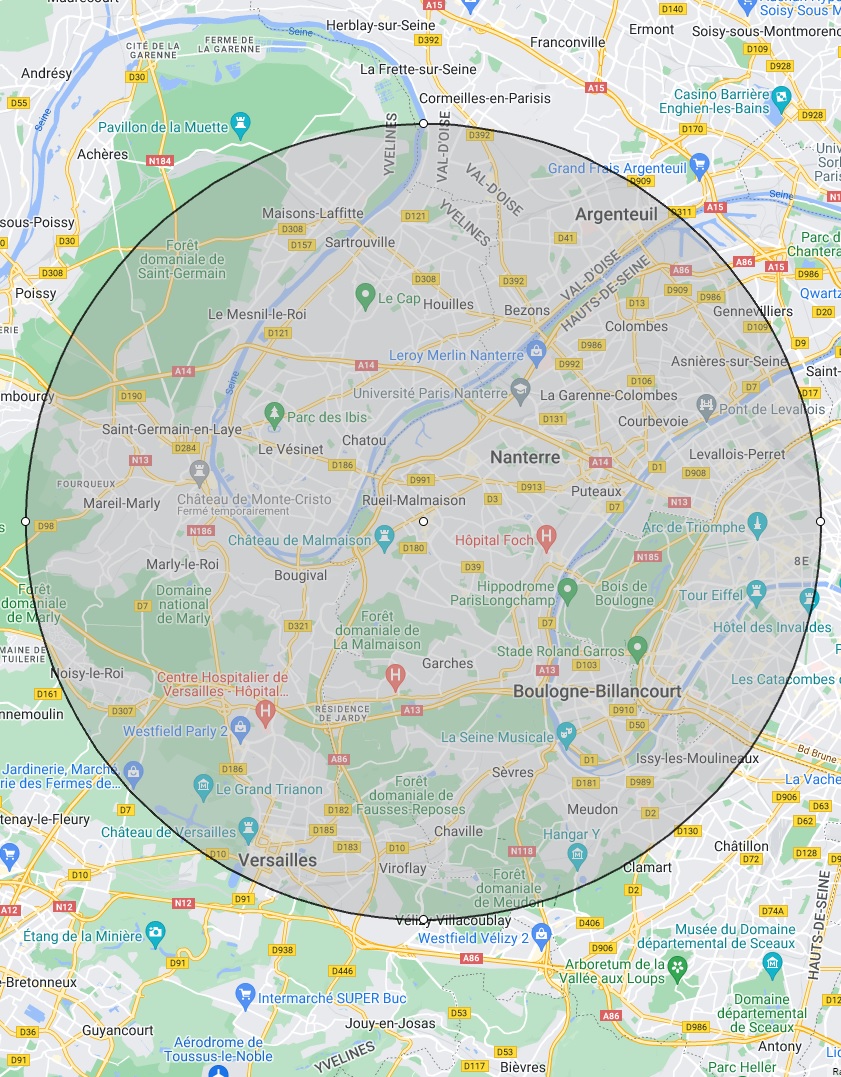 Maurecourt
A15
Herblay-sur-Seine
Seine
D392
D140
Soisy Sous M
Ermont
Soisy-sous-Montmorenc
FERME DE
LA GARENNE
CITÉ DE LA
GARENNE
Franconville
D109
Andrésy
D30
La Frette-sur-Seine
D928
D55
Seine
Cormeilles-en-Parisis
A15
Casino Barrière
Enghien-les-Bains
D928
Pavillon de la Muette
YVELINES
VAL-D'OISE
D392
D170
Univ
Sorb
Paris
Achères
N184
Grand Frais Argenteuil
D909
VAL-D'OISE
YVELINES
Seine
N1
sous-Poissy
Maisons-Laffitte
D121
Argenteuil
D311
A15
D30
D308
D157
Sartrouville
D41
Parc d
Chantera
Forêt
domaniale de
Saint-Germain
VAL-D'OISE
HAUTS-DE-SEINE
D308
A86
A86
A15
D986
Poissy
D308
D392
D909
D986
Qwartz
Le Cap
Houilles
Bezons
D13
Gennevilliers
D20
Le Mesnil-le-Roi
Colombes
D109
D121
D986
D9
Leroy Merlin Nanterre
D992
Asnières-sur-Seine
A14
A14
Saint-
Seine
D106
D7
D17
mbourcy
D190
Université Paris Nanterre
La Garenne-Colombes
Pont de Levallois
Parc des Ibis
D131
Courbevoie
Saint-Germain-en-Laye
Chatou
D284
Le Vésinet
Nanterre
Levallois-Perret
N13
D186
A14
D1
D908
FOURQUEUX
D991
D913
Puteaux
Mareil-Marly
Château de Monte-Cristo
Fermé temporairement
Rueil-Malmaison
D3
D7
N13
D98
N186
Château de Malmaison
D180
Hôpital Foch
Arc de Triomphe
N185
8E
Marly-le-Roi
D39
Bougival
Forêt
domaniale
de Marly
Domaine
national
de Marly
Hippodrome
ParisLongchamp
Bois de
Boulogne
Tour Eiffel
D7
D321
Forêt
domaniale de
La Malmaison
D7
Hôtel des Invalides
MAINE DE
TUILERIE
Stade Roland Garros
Noisy-le-Roi
Garches
A13
D103
Centre Hospitalier de
Versailles - Hôpital...
Les Catacombes d
D161
Boulogne-Billancourt
nnemoulin
D307
RÉSIDENCE
DE JARDY
A13
D910
Westfield Parly 2
La Seine Musicale
D50
A86
D1
Issy-les-Moulineaux
Bd Brune
Jardinerie, Marché,
rie des Fermes de...
D186
Sèvres
D181
D989
La Vache
Le Grand Trianon
Forêt
domaniale de
Fausses-Reposes
D906
D7
D182
Meudon
D2
D63
D62
tenay-le-Fleury
Château de Versailles
D185
Chaville
Hangar Y
D130
D183
D10
N118
Châtillon
D72
D128
D10
Versailles
Viroflay
Clamart
D10
Forêt
domaniale de
Meudon
D2
D91
N12
N12
A12
D74A
Vélizy-Villacoublay
D406
HAUTS-DE-SEINE
Étang de la Minière
Westfield Vélizy 2
Musée du Domaine
départemental de Sceaux
D938
D906
D91
A86
D446
Arboretum de la
Vallée aux Loups
e-Bretonneux
Intermarché SUPER Buc
Domaine
départemental
de Sceaux
D53
D12
D36
Guyancourt
Jouy-en-Josas
A86
D986
Aérodrome de
Toussus-le-Noble
YVELINES
D53
Antony
D91
D117
Bièvres
Parc Heller